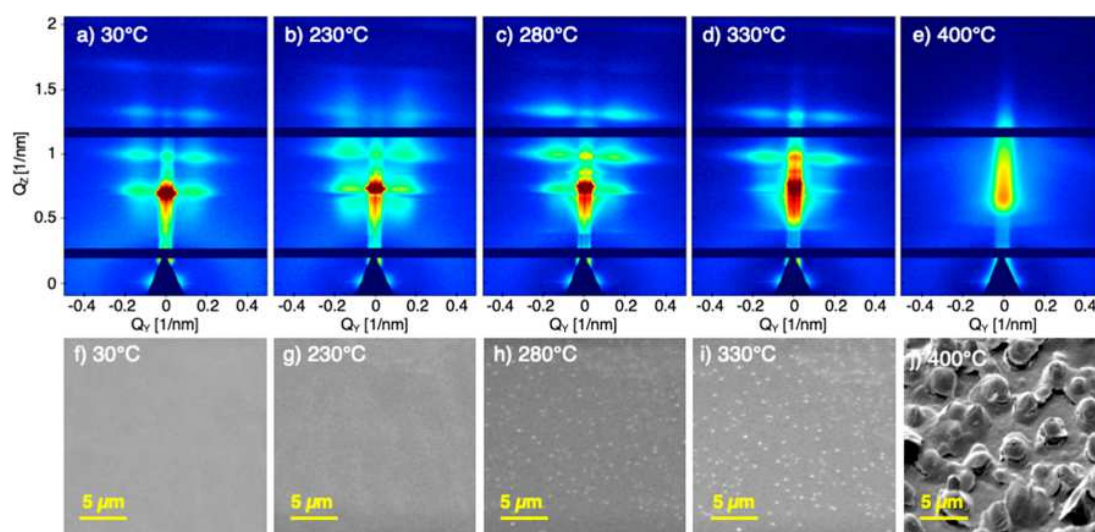 a) 30°C
b) 230°C
c) 280°C
d) 330°C
e) 400°C
2
1.5
1
0.5
0
Q_Z [1/nm]
-0.4 -0.2 0 0.2 0.4
-0.4 -0.2 0 0.2 0.4
-0.4 -0.2 0 0.2 0.4
-0.4 -0.2 0 0.2 0.4
-0.4 -0.2 0 0.2 0.4
Q_Y [1/nm]
Q_Y [1/nm]
Q_Y [1/nm]
Q_Y [1/nm]
Q_Y [1/nm]
f) 30°C
g) 230°C
h) 280°C
i) 330°C
j) 400°C
5 µm
5 µm
5 µm
5 µm
5 µm